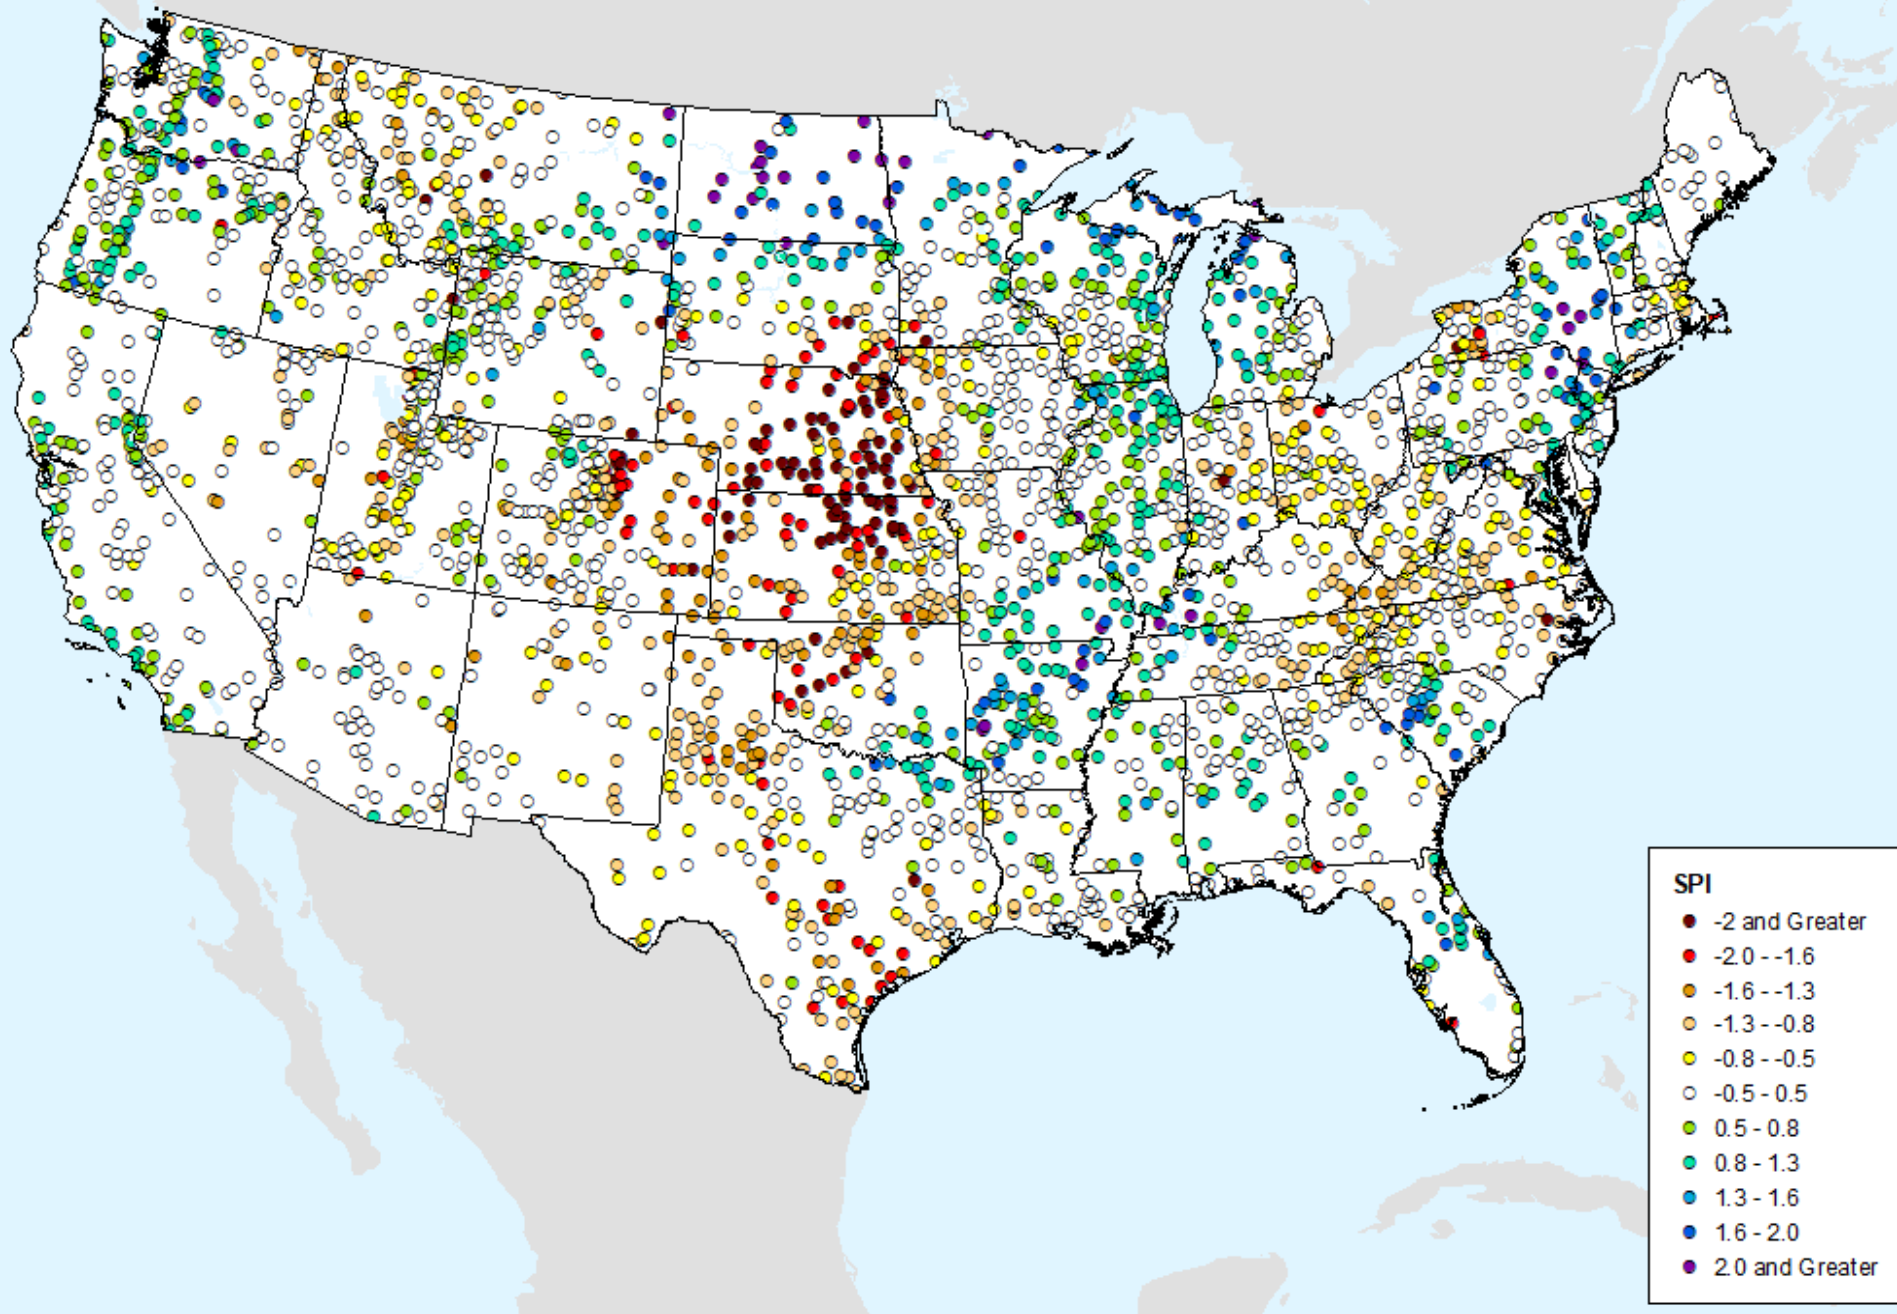 SPI
-2 and Greater
-2.0 - -1.6
-1.6 - -1.3
-1.3 - -0.8
-0.8 - -0.5
-0.5 - 0.5
0.5 - 0.8
0.8 - 1.3
1.3 - 1.6
1.6 - 2.0
2.0 and Greater